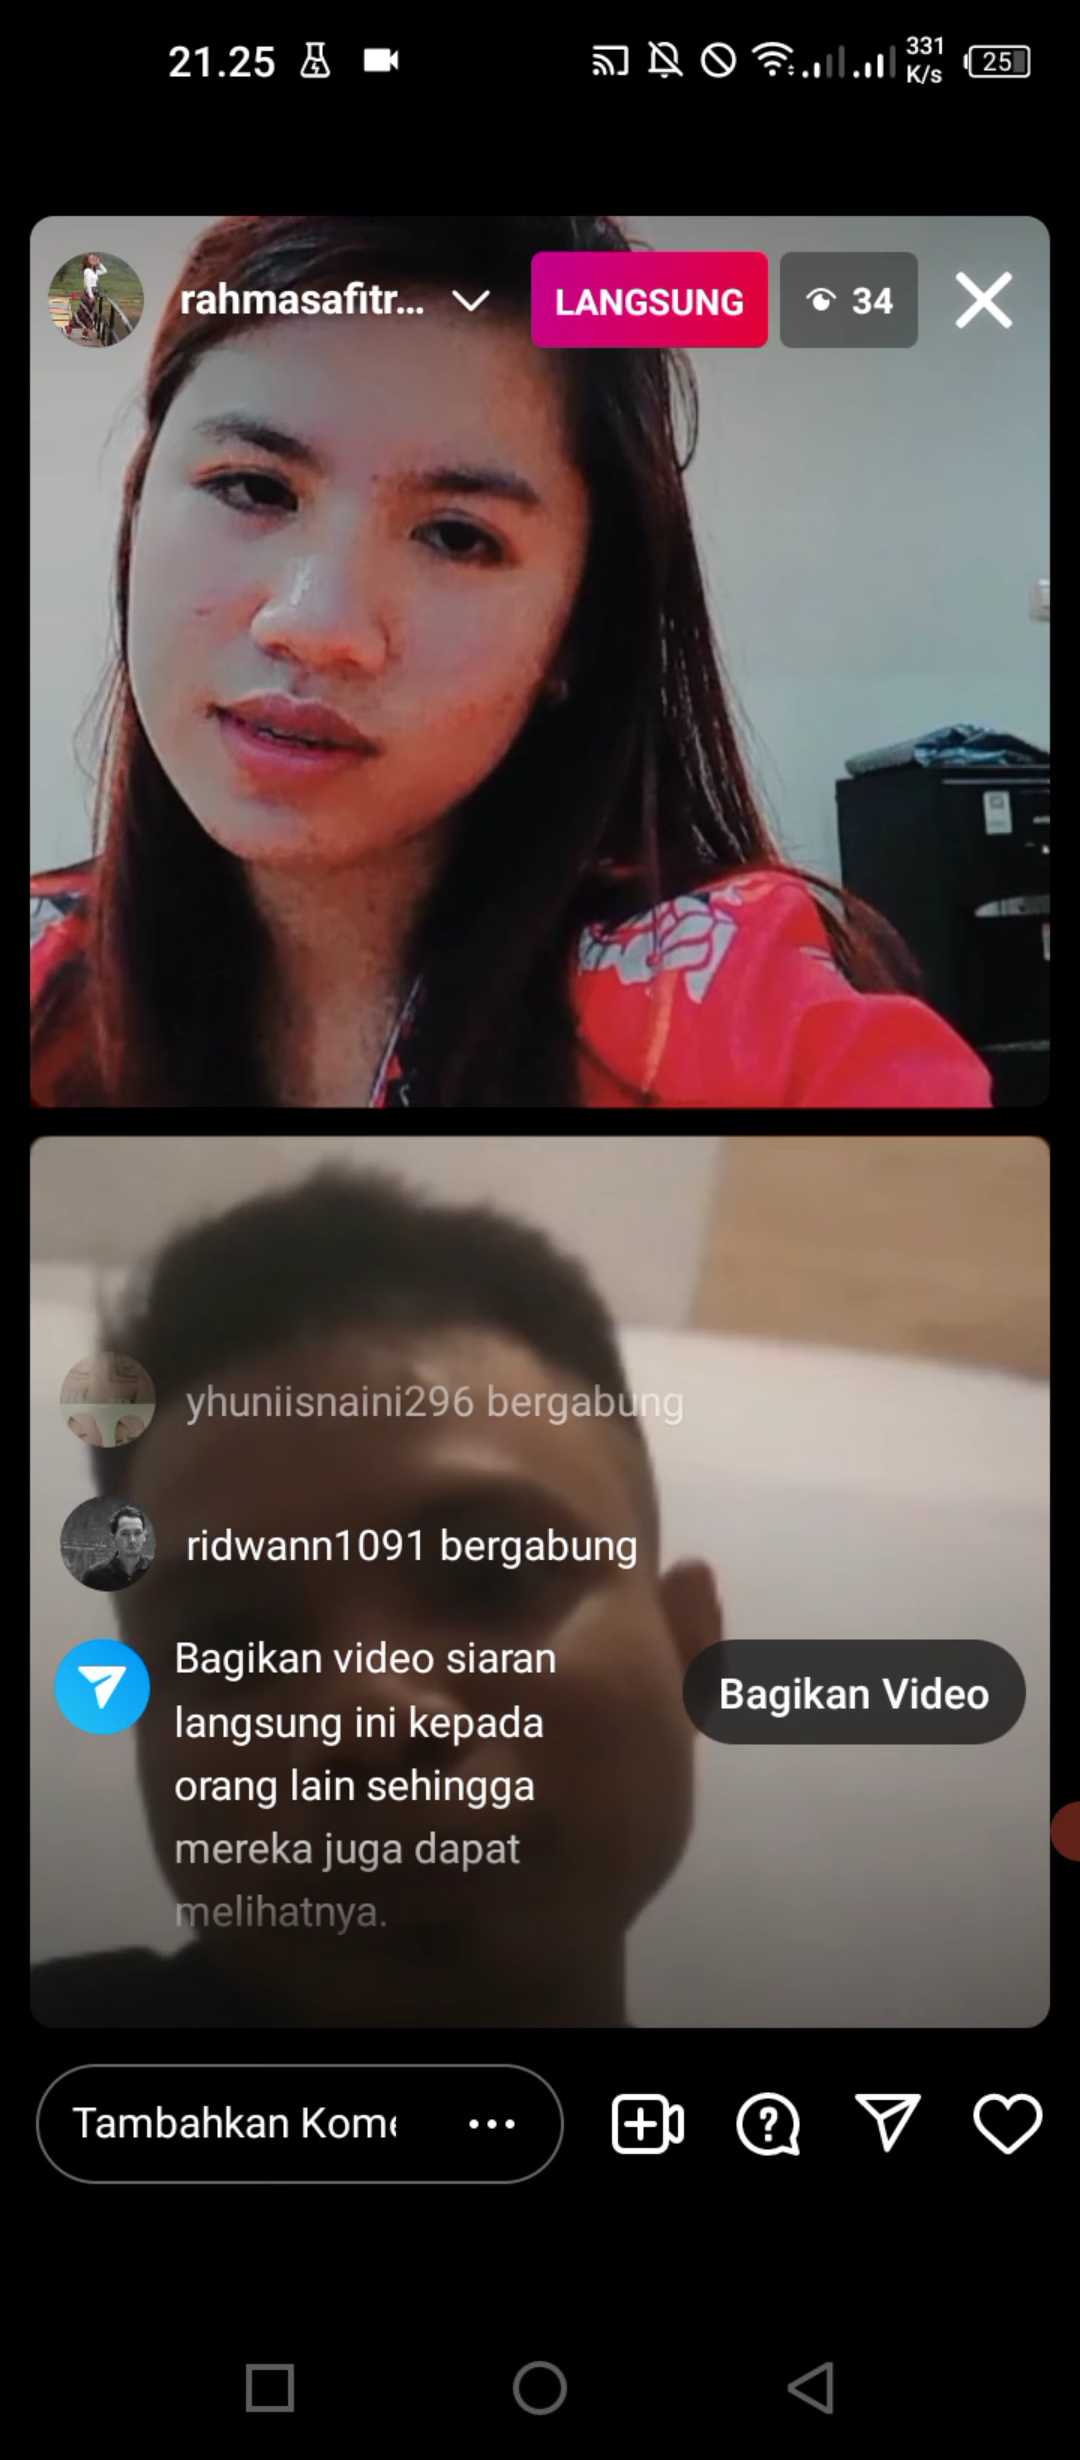 21.25
331
K/s
25
rahmasafitr...
LANGSUNG
34
yhuniisnaini296 bergabung
ridwann1091 bergabung
Bagikan video siaran
langsung ini kepada
orang lain sehingga
mereka juga dapat
melihatnya.
Bagikan Video
Tambahkan Kome